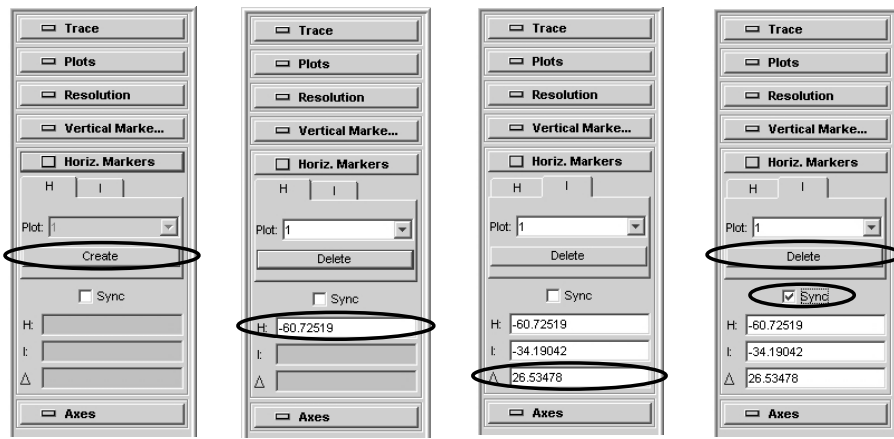 Trace
Plots
Resolution
Vertical Marke...
Horiz. Markers
H I
Plot: 1
Create
Sync
H:
I:
Δ
Axes
Trace
Plots
Resolution
Vertical Marke...
Horiz. Markers
H I
Plot: 1
Delete
Sync
H: -60.72519
I:
Δ
Axes
Trace
Plots
Resolution
Vertical Marke...
Horiz. Markers
H I
Plot: 1
Delete
Sync
H: -60.72519
I: -34.19042
Δ 26.53478
Axes
Trace
Plots
Resolution
Vertical Marke...
Horiz. Markers
H I
Plot: 1
Delete
Sync
H: -60.72519
I: -34.19042
Δ 26.53478
Axes